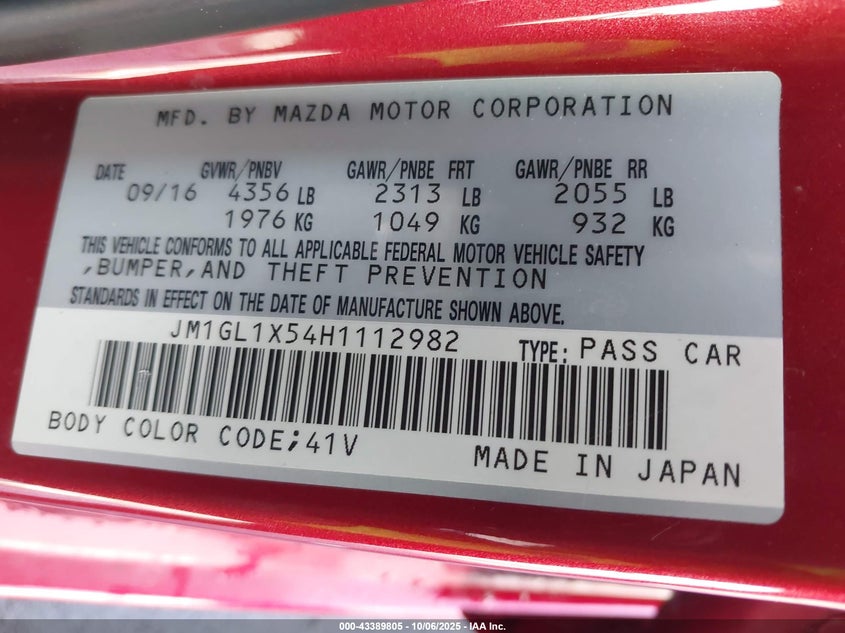 MFD. BY MAZDA MOTOR CORPORATION
DATE GVWR/PNBV GAWR/PNBE FRT GAWR/PNBE RR
09/16 4356 LB 2313 LB 2055 LB
1976 KG 1049 KG 932 KG
THIS VEHICLE CONFORMS TO ALL APPLICABLE FEDERAL MOTOR VEHICLE SAFETY
,BUMPER,AND THEFT PREVENTION
STANDARDS IN EFFECT ON THE DATE OF MANUFACTURE SHOWN ABOVE.
JM1GL1X54H1112982 TYPE: PASS CAR
BODY COLOR CODE;41V MADE IN JAPAN
000-43389805 - 10/06/2025 - IAA Inc.